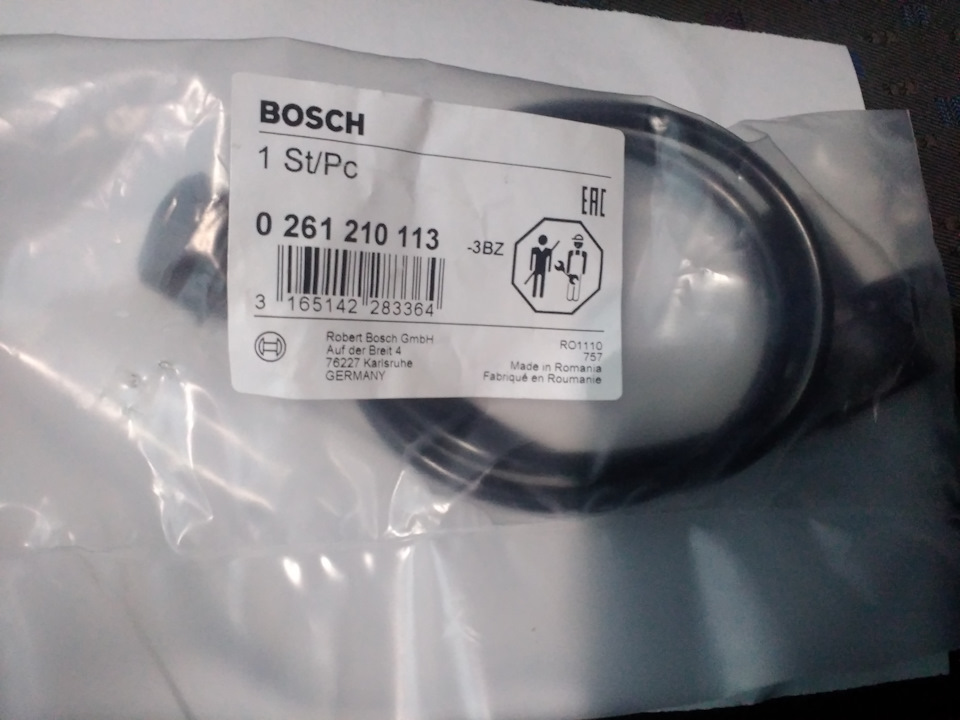 BOSCH
1 St/Pc
EAC
0 261 210 113
-3BZ
3 165142 283364
Robert Bosch GmbH
Auf der Breit 4
76227 Karlsruhe
GERMANY
RO1110
757
Made in Romania
Fabriqué en Roumanie